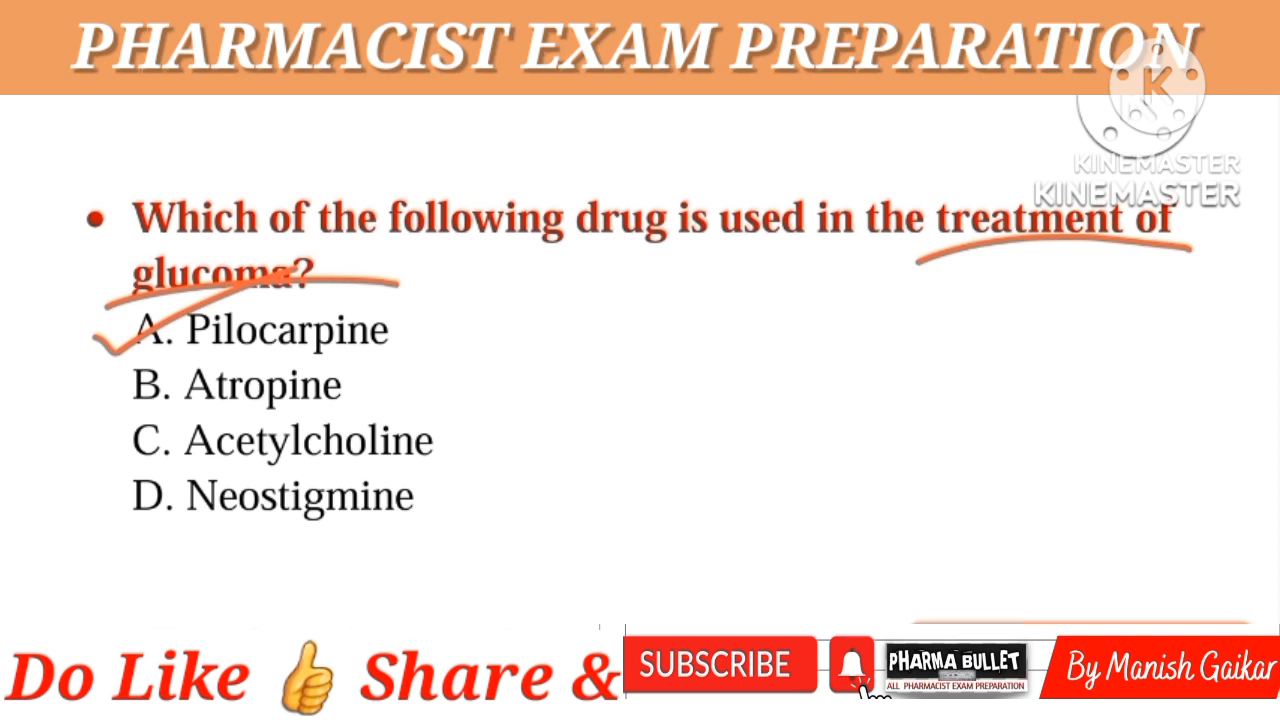 PHARMACIST EXAM PREPARATION
K
KINEMASTER
KINEMASTER
• Which of the following drug is used in the treatment of
glucoma?
A. Pilocarpine
B. Atropine
C. Acetylcholine
D. Neostigmine
Do Like 👍 Share &
SUBSCRIBE
PHARMA BULLET
ALL PHARMACIST EXAM PREPARATION
By Manish Gaikar